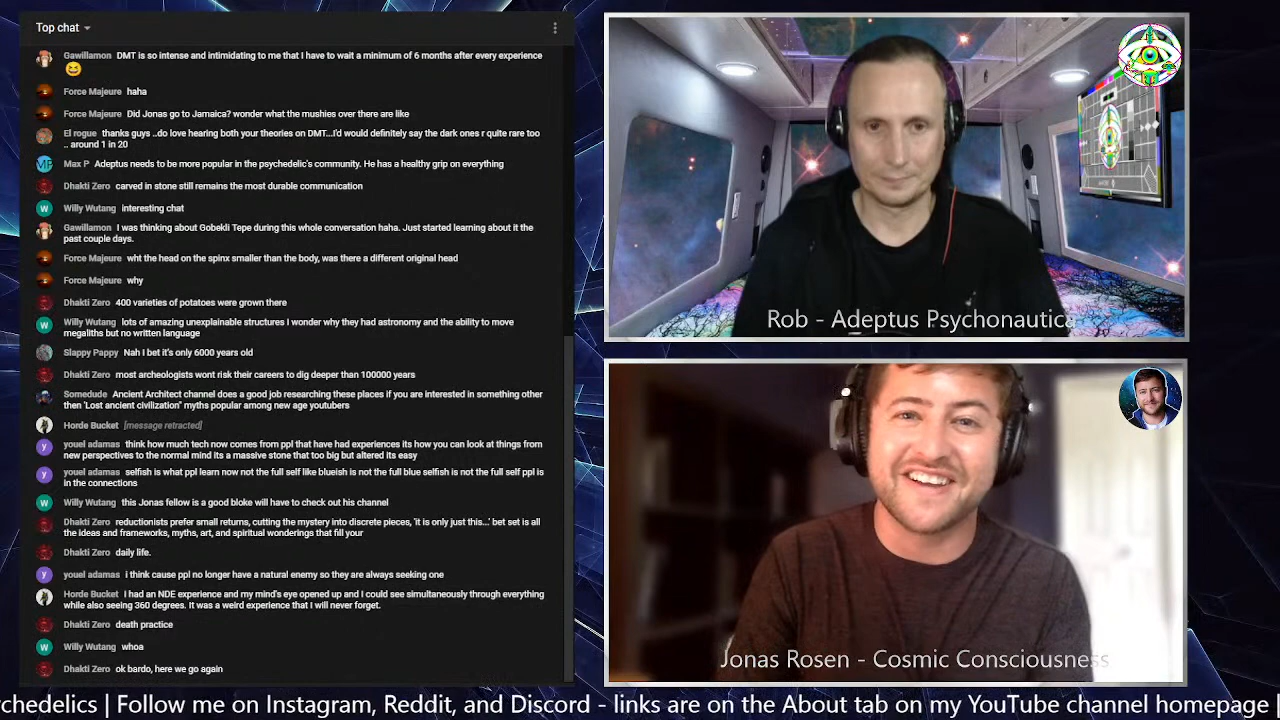 Top chat
Gawillamon DMT is so intense and intimidating to me that I have to wait a minimum of 6 months after every experience
Force Majeure haha
Force Majeure Did Jonas go to Jamaica? wonder what the mushies over there are like
El rogue thanks guys ..do love hearing both your theories on DMT...I'd would definitely say the dark ones r quite rare too
.. around 1 in 20
MP Max P Adeptus needs to be more popular in the psychedelic's community. He has a healthy grip on everything
Dhakti Zero carved in stone still remains the most durable communication
W Willy Wutang interesting chat
Gawillamon I was thinking about Gobekli Tepe during this whole conversation haha. Just started learning about it the
past couple days.
Force Majeure wht the head on the spinx smaller than the body, was there a different original head
Force Majeure why
Dhakti Zero 400 varieties of potatoes were grown there
W Willy Wutang lots of amazing unexplainable structures I wonder why they had astronomy and the ability to move
megaliths but no written language
Slappy Pappy Nah I bet it's only 6000 years old
Dhakti Zero most archeologists wont risk their careers to dig deeper than 100000 years
Somedude Ancient Architect channel does a good job researching these places if you are interested in something other
then 'Lost ancient civilization" myths popular among new age youtubers
Horde Bucket [message retracted]
y youel adamas think how much tech now comes from ppl that have had experiences its how you can look at things from
new perspectives to the normal mind its a massive stone that too big but altered its easy
y youel adamas selfish is what ppl learn now not the full self like blueish is not the full blue selfish is not the full self ppl is
in the connections
W Willy Wutang this Jonas fellow is a good bloke will have to check out his channel
Dhakti Zero reductionists prefer small returns, cutting the mystery into discrete pieces, 'it is only just this...' bet set is all
the ideas and frameworks, myths, art, and spiritual wonderings that fill your
Dhakti Zero daily life.
y youel adamas i think cause ppl no longer have a natural enemy so they are always seeking one
Horde Bucket I had an NDE experience and my mind's eye opened up and I could see simultaneously through everything
while also seeing 360 degrees. It was a weird experience that I will never forget.
Dhakti Zero death practice
W Willy Wutang whoa
Dhakti Zero ok bardo, here we go again
Rob - Adeptus Psychonautica
Jonas Rosen - Cosmic Consciousness
chedelics | Follow me on Instagram, Reddit, and Discord - links are on the About tab on my YouTube channel homepage |